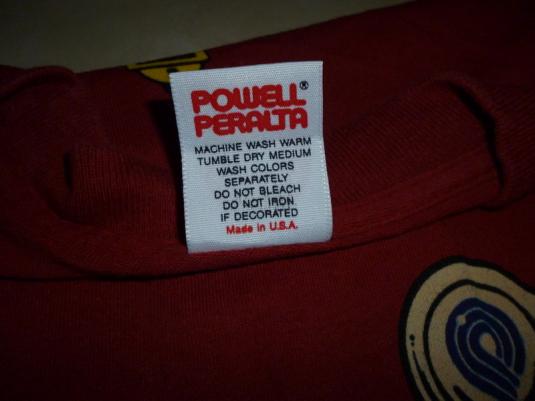 POWELL®
PERALTA
MACHINE WASH WARM
TUMBLE DRY MEDIUM
WASH COLORS
SEPARATELY
DO NOT BLEACH
DO NOT IRON
IF DECORATED
Made in U.S.A.